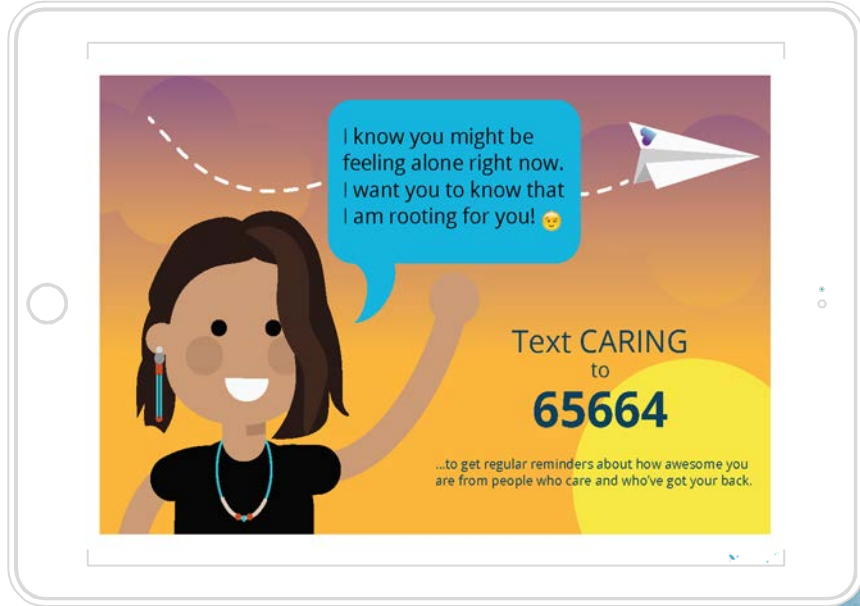 I know you might be
feeling alone right now.
I want you to know that
I am rooting for you!
Text CARING
to
65664
...to get regular reminders about how awesome you
are from people who care and who've got your back.